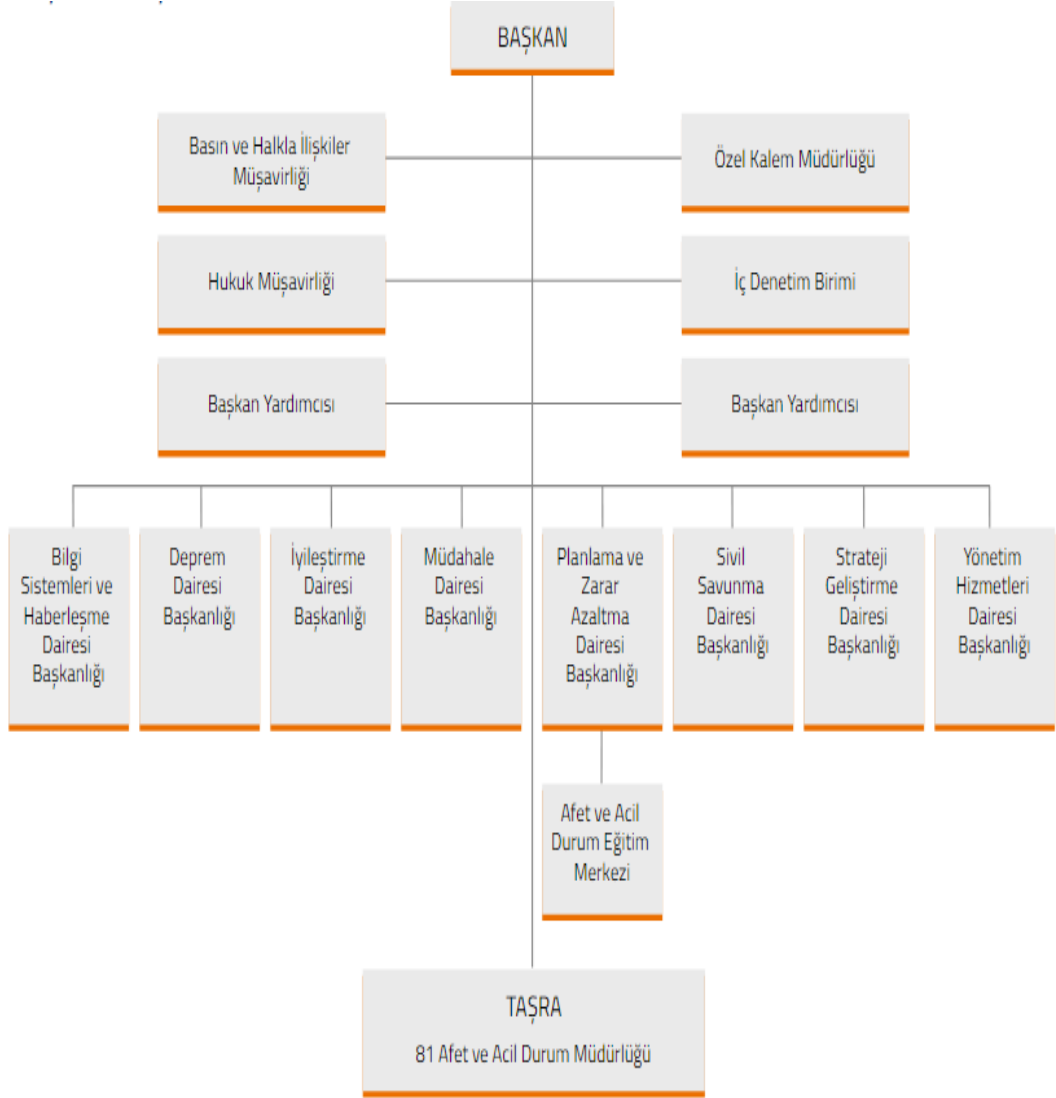 BAŞKAN
Basın ve Halkla İlişkiler
Müşavirliği
Özel Kalem Müdürlüğü
Hukuk Müşavirliği
İç Denetim Birimi
Başkan Yardımcısı
Başkan Yardımcısı
Bilgi
Sistemleri ve
Haberleşme
Dairesi
Başkanlığı
Deprem
Dairesi
Başkanlığı
İyileştirme
Dairesi
Başkanlığı
Müdahale
Dairesi
Başkanlığı
Planlama ve
Zarar
Azaltma
Dairesi
Başkanlığı
Sivil
Savunma
Dairesi
Başkanlığı
Strateji
Geliştirme
Dairesi
Başkanlığı
Yönetim
Hizmetleri
Dairesi
Başkanlığı
Afet ve Acil
Durum Eğitim
Merkezi
TAŞRA
81 Afet ve Acil Durum Müdürlüğü